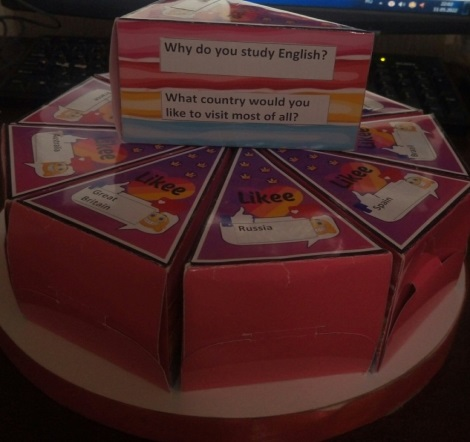 Why do you study English?
What country would you
like to visit most of all?
Likee
Likee
Likee
Likee
Great
Britain
Russia
Spain